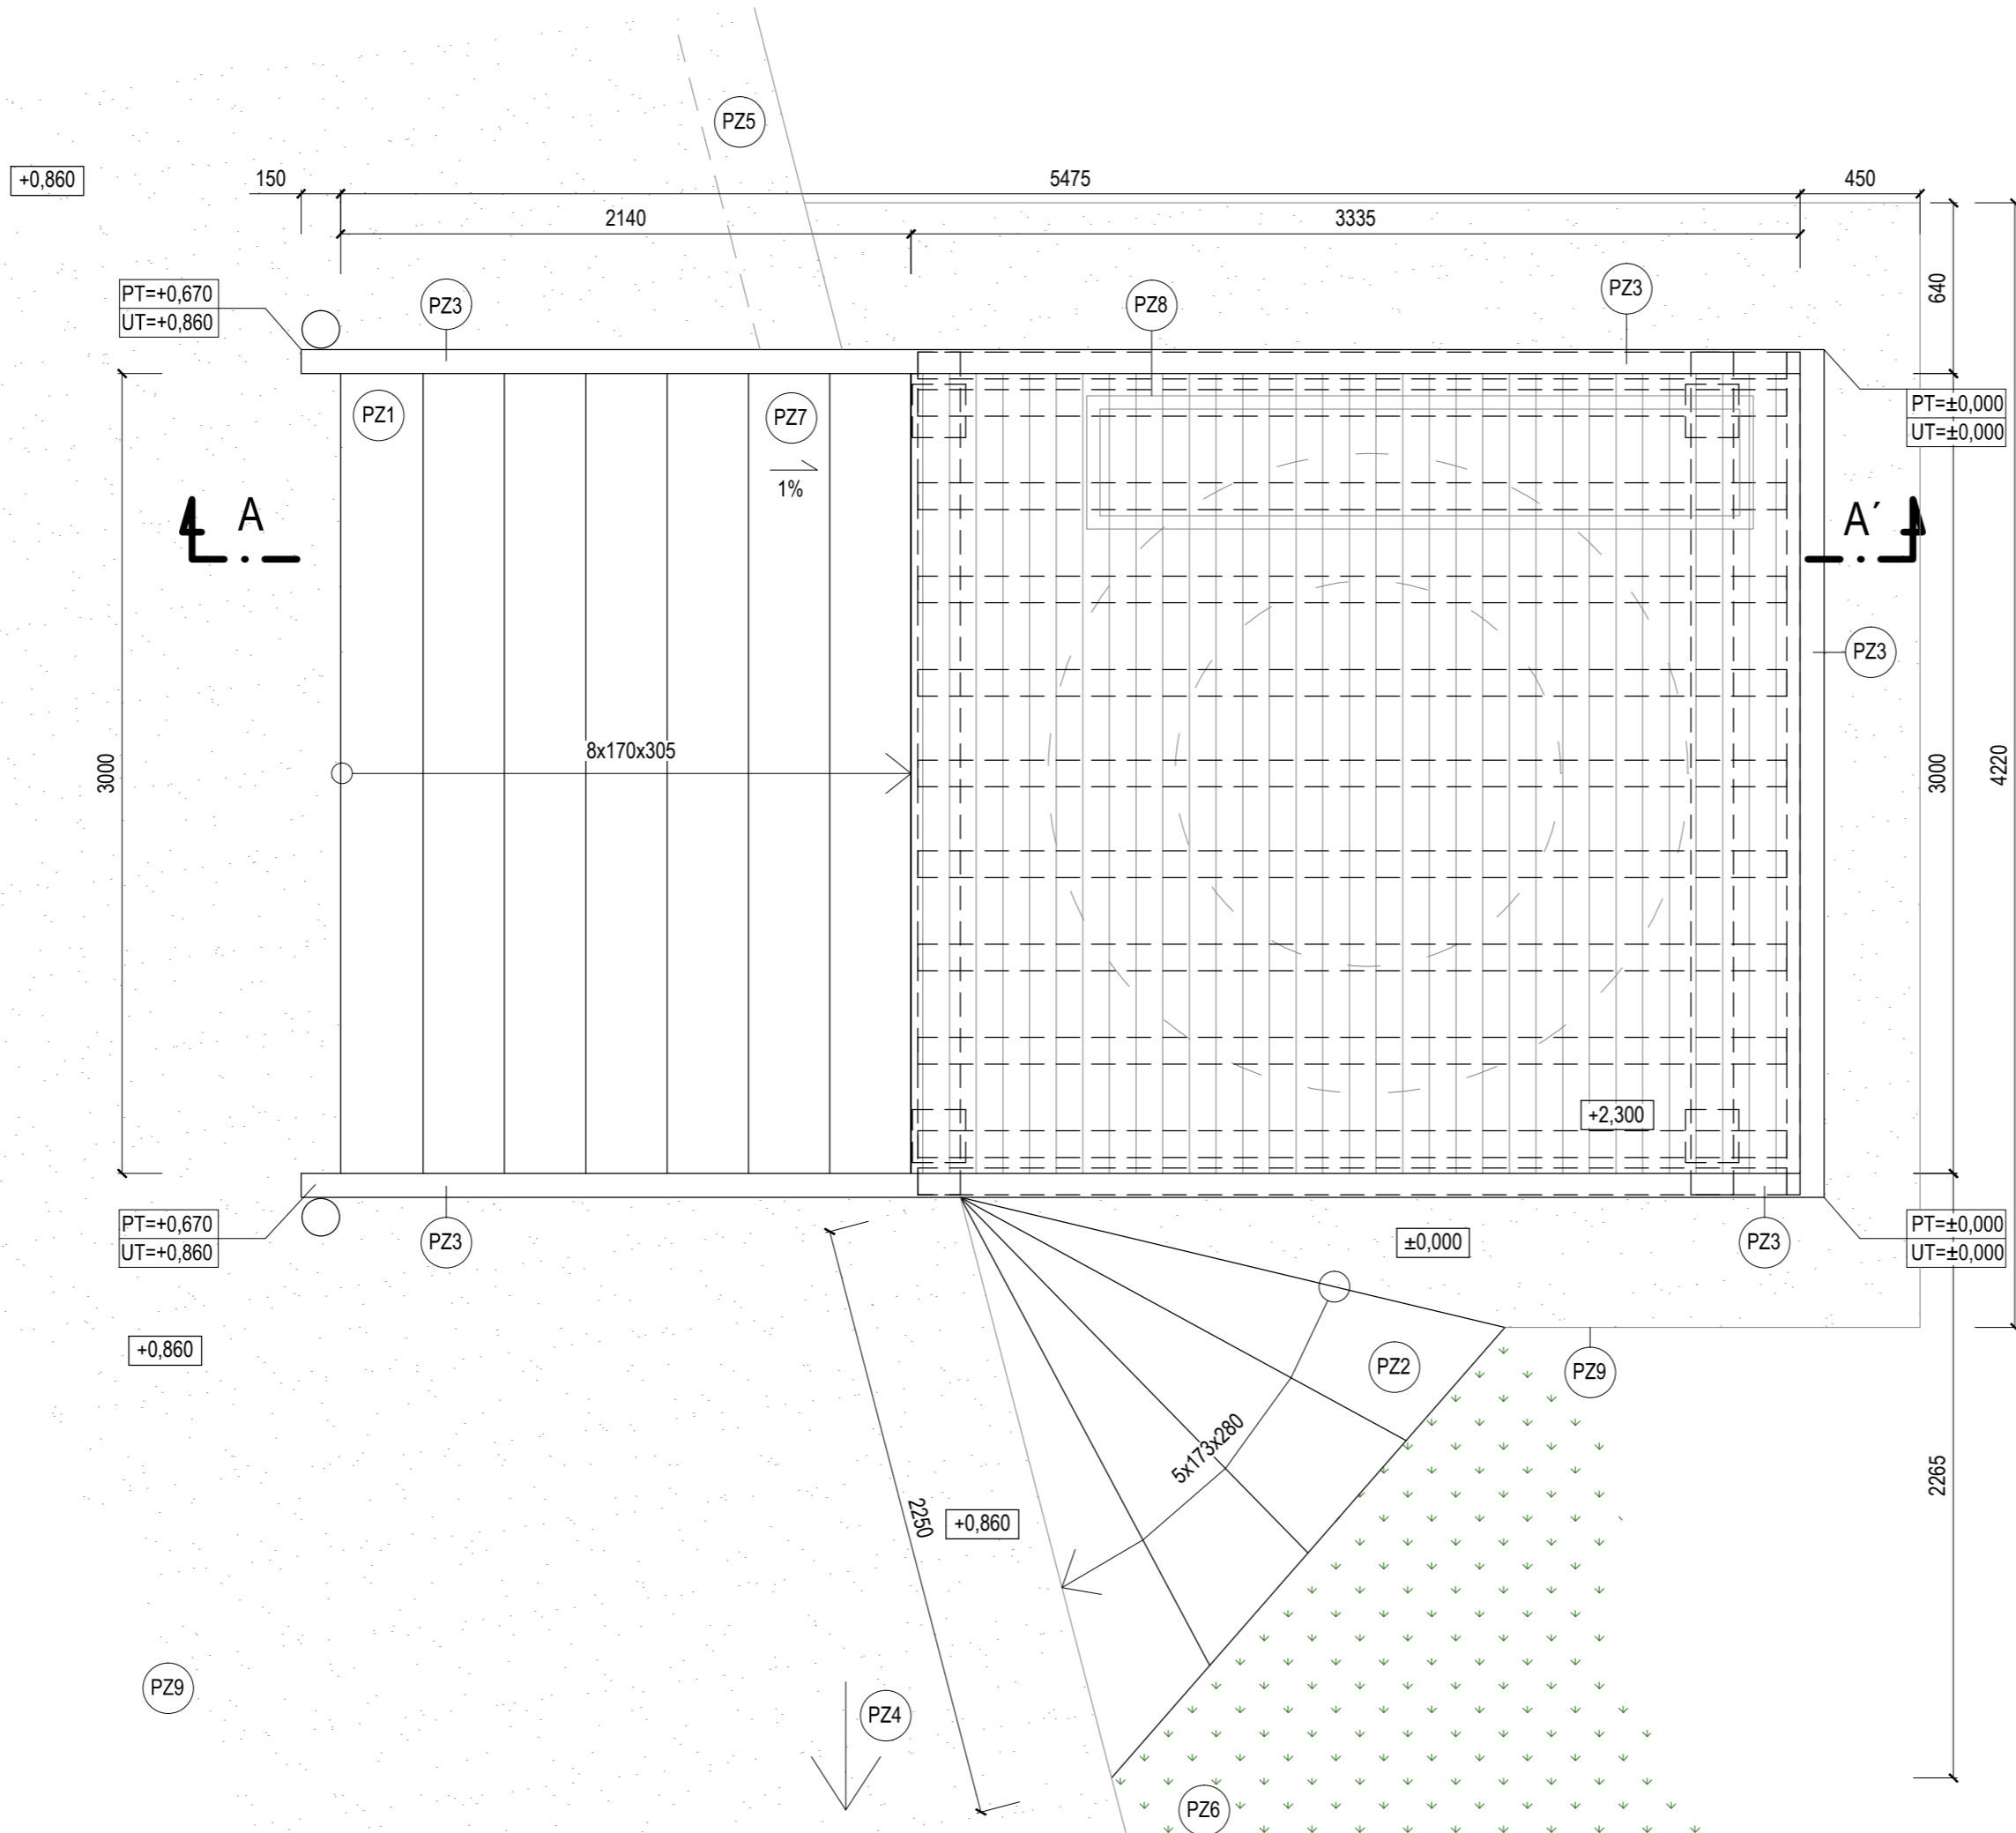 PZ5
+0,860
150
5475
450
2140
3335
640
PT=+0,670
UT=+0,860
PZ3
PZ8
PZ3
PZ1
PZ7
1%
PT=±0,000
UT=±0,000
A
A´
PZ3
8x170x305
3000
3000
4220
+2,300
PT=+0,670
UT=+0,860
PZ3
±0,000
PZ3
PT=±0,000
UT=±0,000
+0,860
PZ2
PZ9
5x173x280
2250
+0,860
2265
PZ9
PZ4
PZ6